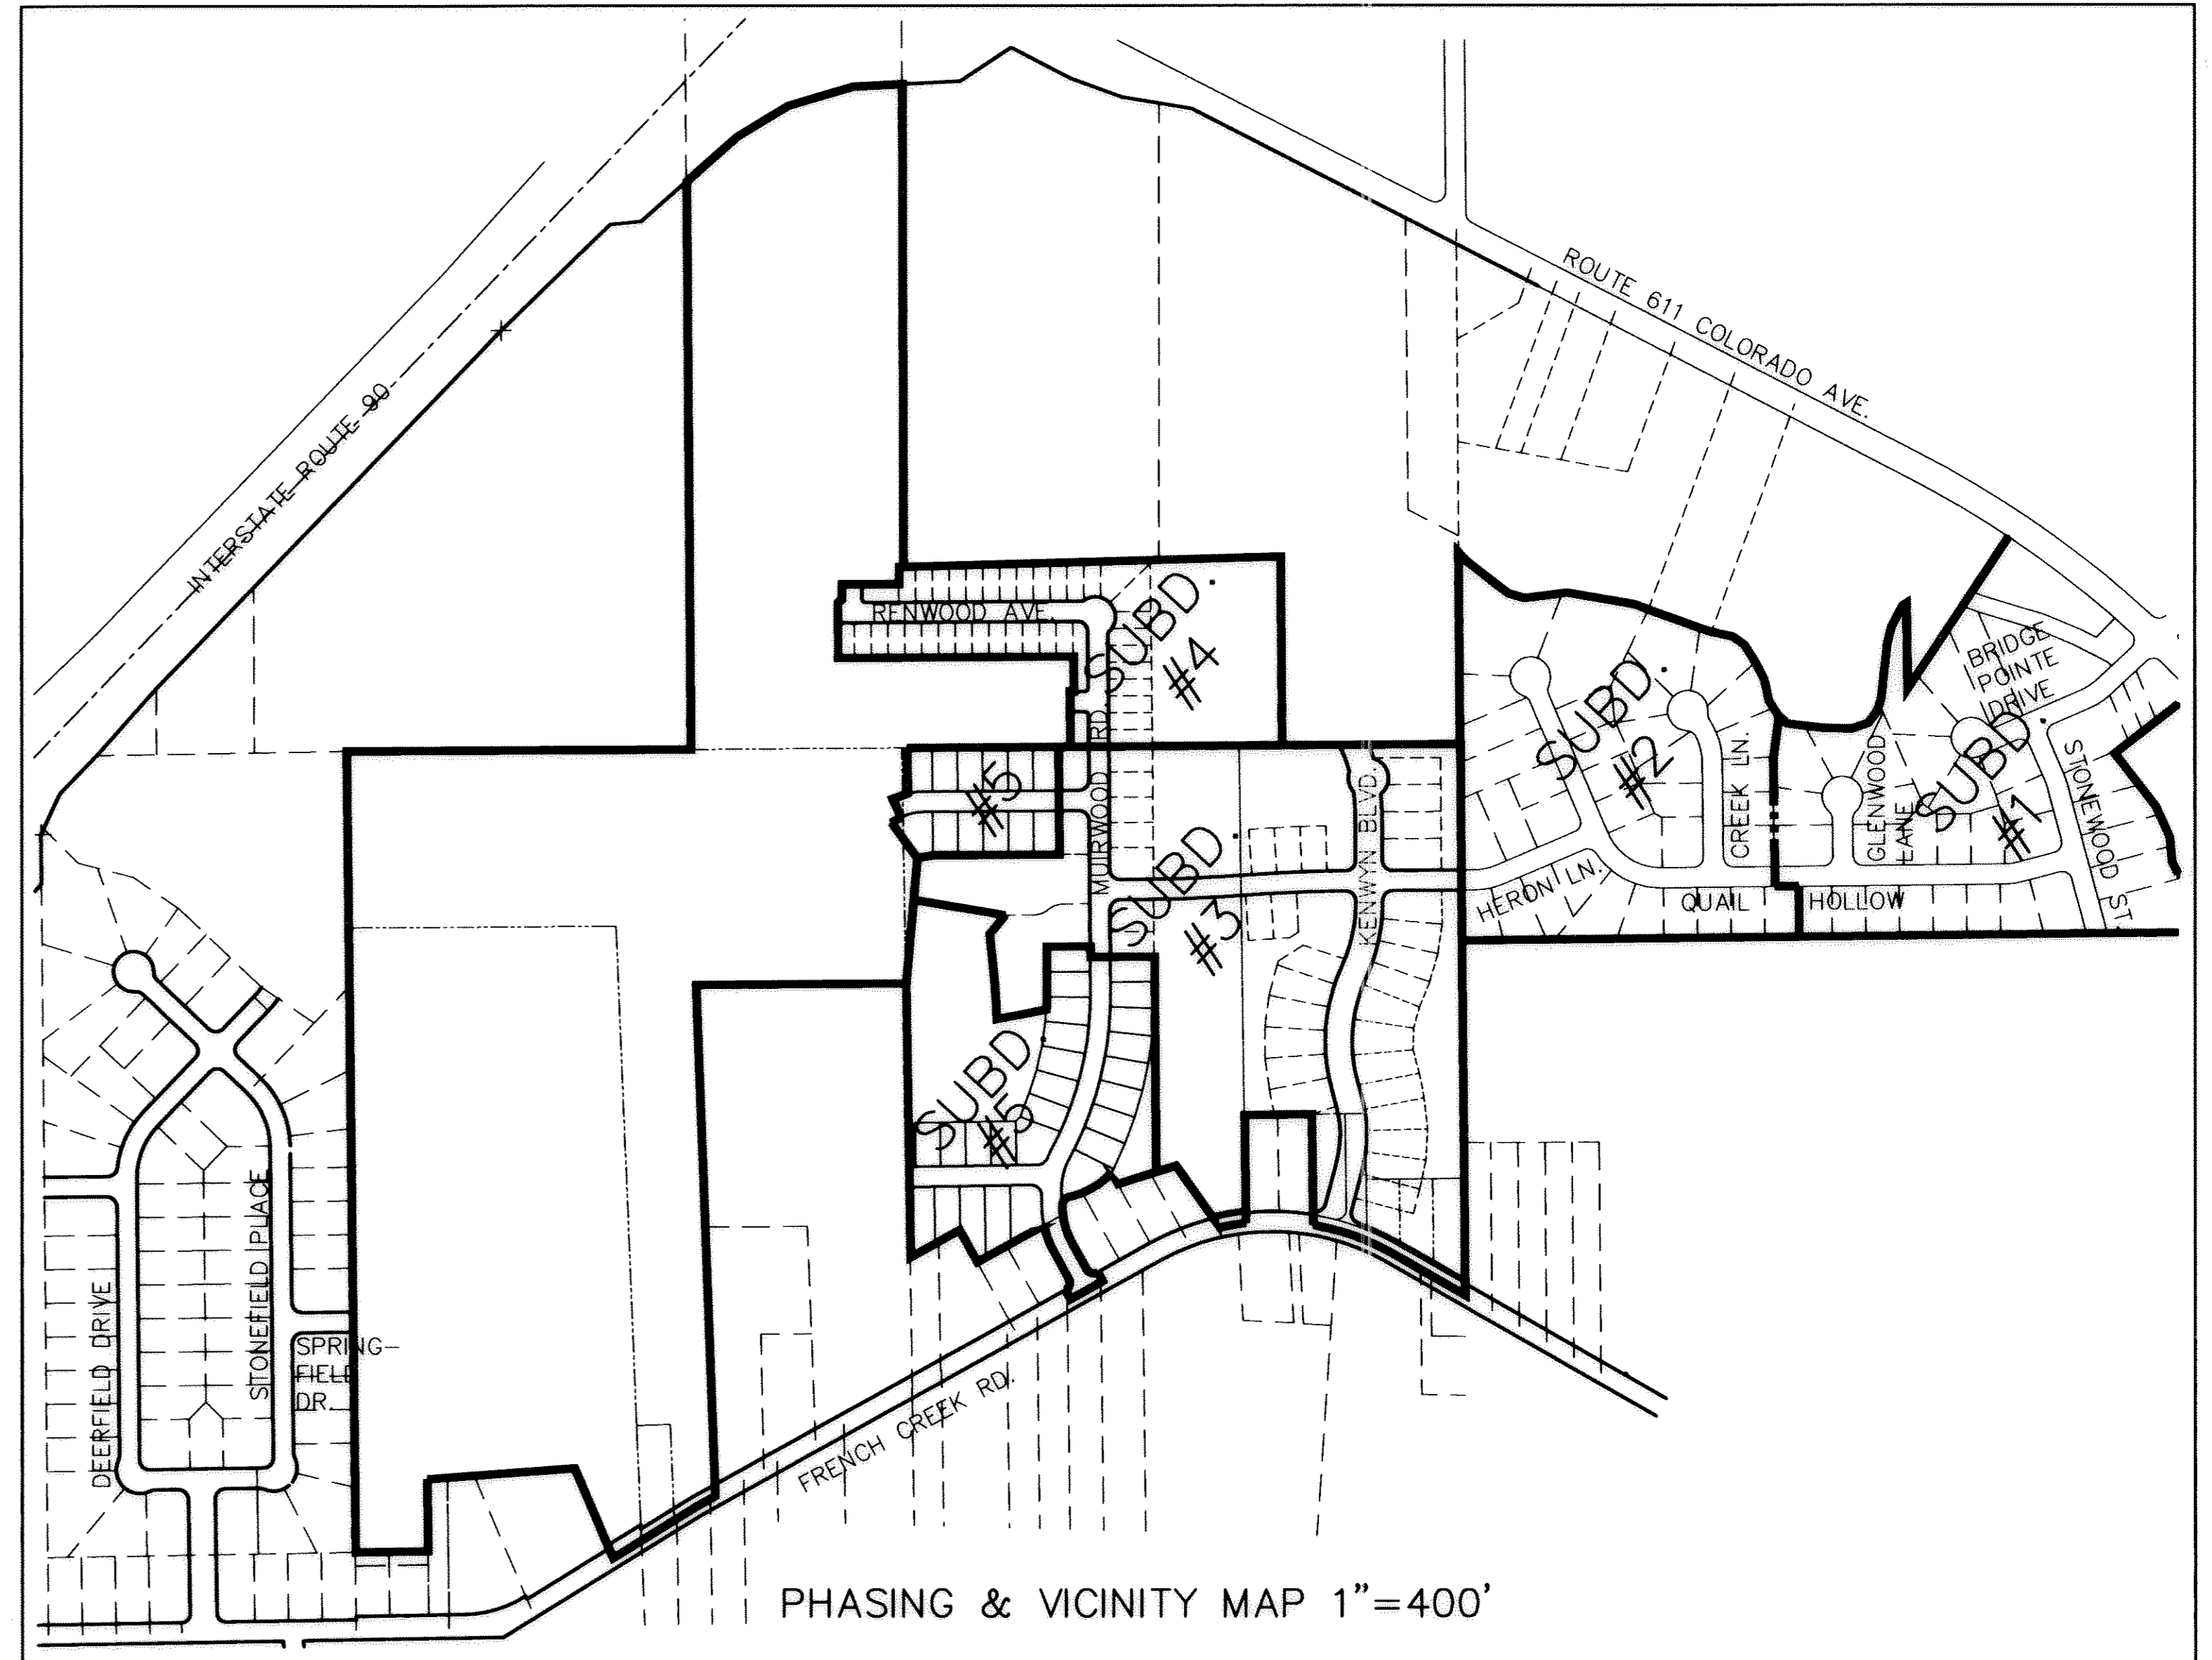 ROUTE 611 COLORADO AVE.
INTERSTATE ROUTE 90
RENWOOD AVE.
SUBD.
#4
BRIDGE
POINTE
DRIVE
SUBD.
#2
SUBD.
#1
MUIRWOOD RD.
#5
KENWYN BLVD.
CREEK LN.
GLENWOOD
LANE
STONEWOOD ST.
SUBD.
#3
HERON LN.
QUAIL HOLLOW
SUBD.
#5
STONEFIELD PLACE
DEERFIELD DRIVE
SPRING-
FIELD
DR.
FRENCH CREEK RD.
PHASING & VICINITY MAP 1"=400'